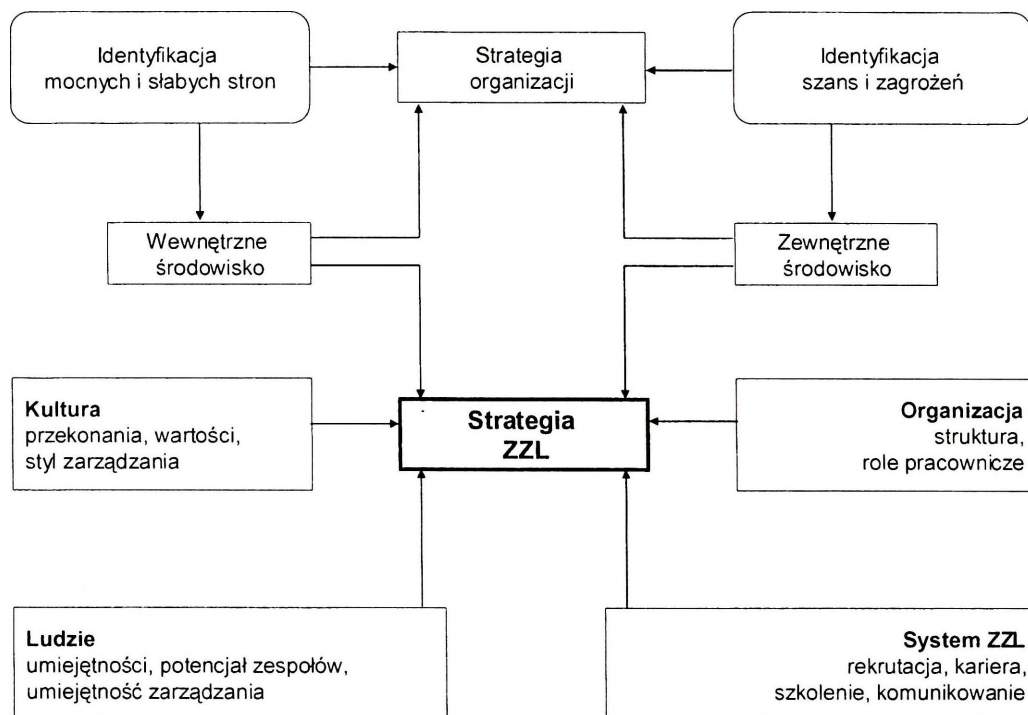 Identyfikacja
mocnych i słabych stron
Strategia
organizacji
Identyfikacja
szans i zagrożeń
Wewnętrzne
środowisko
Zewnętrzne
środowisko
Kultura
przekonania, wartości,
styl zarządzania
Strategia
ZZL
Organizacja
struktura,
role pracownicze
Ludzie
umiejętności, potencjał zespołów,
umiejętność zarządzania
System ZZL
rekrutacja, kariera,
szkolenie, komunikowanie